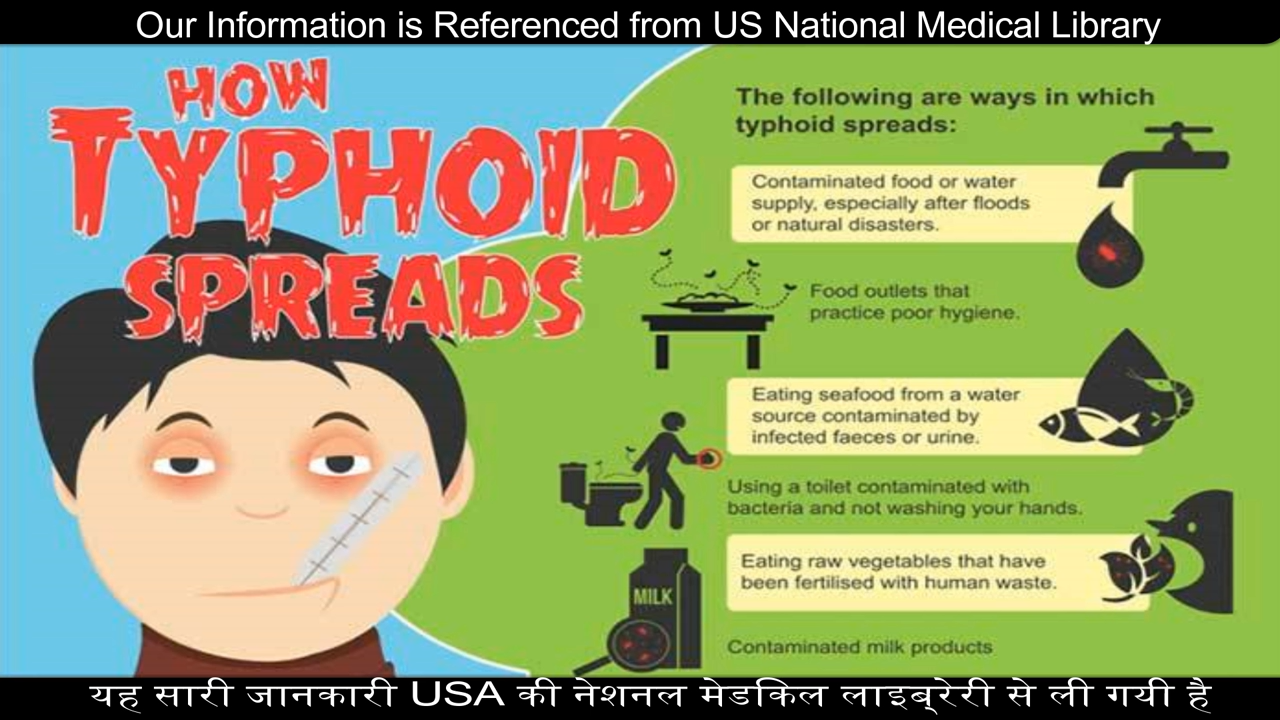 Our Information is Referenced from US National Medical Library
HOW
TYPHOID
SPREADS
The following are ways in which
typhoid spreads:
Contaminated food or water
supply, especially after floods
or natural disasters.
Food outlets that
practice poor hygiene.
Eating seafood from a water
source contaminated by
infected faeces or urine.
Using a toilet contaminated with
bacteria and not washing your hands.
Eating raw vegetables that have
been fertilised with human waste.
MILK
Contaminated milk products
यह सारी जानकारी USA की नेशनल मेडकिल लाइब्रेरी से ली गयी है